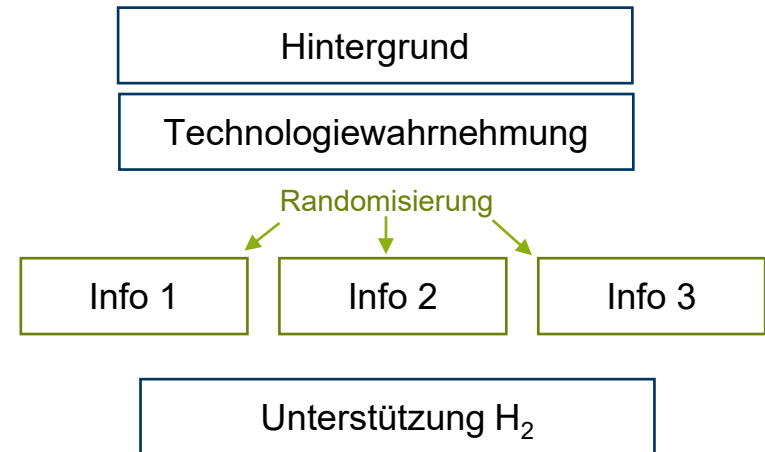 Hintergrund
Technologiewahrnehmung
Randomisierung
Info 1 Info 2 Info 3
Unterstützung H₂